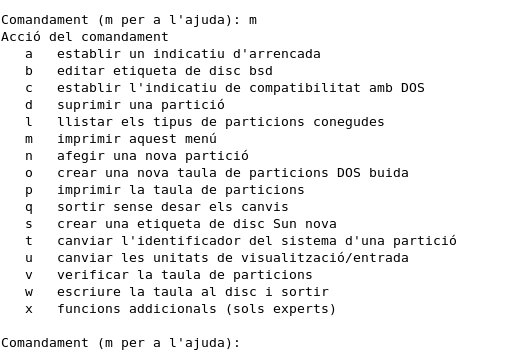 Comandament (m per a l'ajuda): m
Acció del comandament
   a   establir un indicatiu d'arrencada
   b   editar etiqueta de disc bsd
   c   establir l'indicatiu de compatibilitat amb DOS
   d   suprimir una partició
   l   llistar els tipus de particions conegudes
   m   imprimir aquest menú
   n   afegir una nova partició
   o   crear una nova taula de particions DOS buida
   p   imprimir la taula de particions
   q   sortir sense desar els canvis
   s   crear una etiqueta de disc Sun nova
   t   canviar l'identificador del sistema d'una partició
   u   canviar les unitats de visualització/entrada
   v   verificar la taula de particions
   w   escriure la taula al disc i sortir
   x   funcions addicionals (sols experts)

Comandament (m per a l'ajuda):